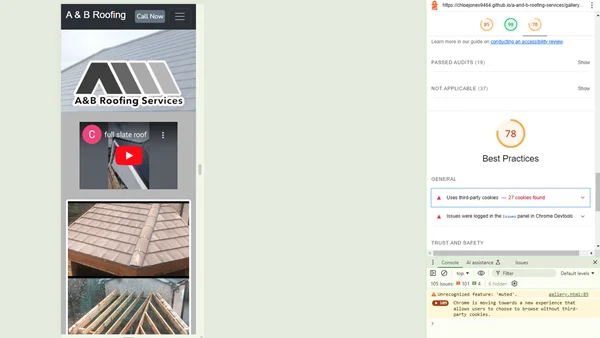 A & B Roofing
Call Now
A&B Roofing Services
C
full slate roof
https://chloejones9464.github.io/a-and-b-roofing-services/gallery...
85
98
78
Learn more in our guide on conducting an accessibility review.
PASSED AUDITS (19)
Show
NOT APPLICABLE (37)
Show
78
Best Practices
GENERAL
Uses third-party cookies — 27 cookies found
Issues were logged in the Issues panel in Chrome Devtools
TRUST AND SAFETY
Console
AI assistance
Issues
top
Filter
Default levels
105 Issues:
101
4
6 hidden
Unrecognized feature: 'muted'.
gallery.html:85
Chrome is moving towards a new experience that
allows users to choose to browse without third-
party cookies.